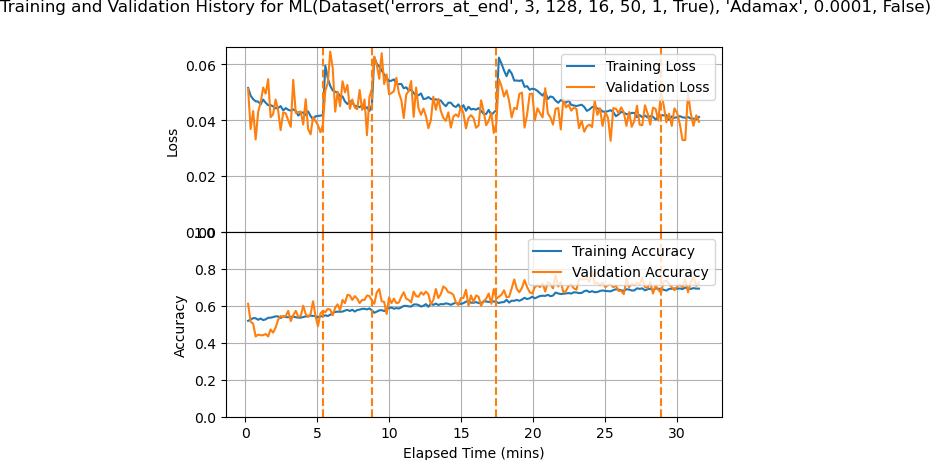 Training and Validation History for ML(Dataset('errors_at_end', 3, 128, 16, 50, 1, True), 'Adamax', 0.0001, False)
0.06
0.04
0.02
0.00
Loss
Training Loss
Validation Loss
1.0
0.8
0.6
0.4
0.2
0.0
Accuracy
Training Accuracy
Validation Accuracy
0 5 10 15 20 25 30
Elapsed Time (mins)